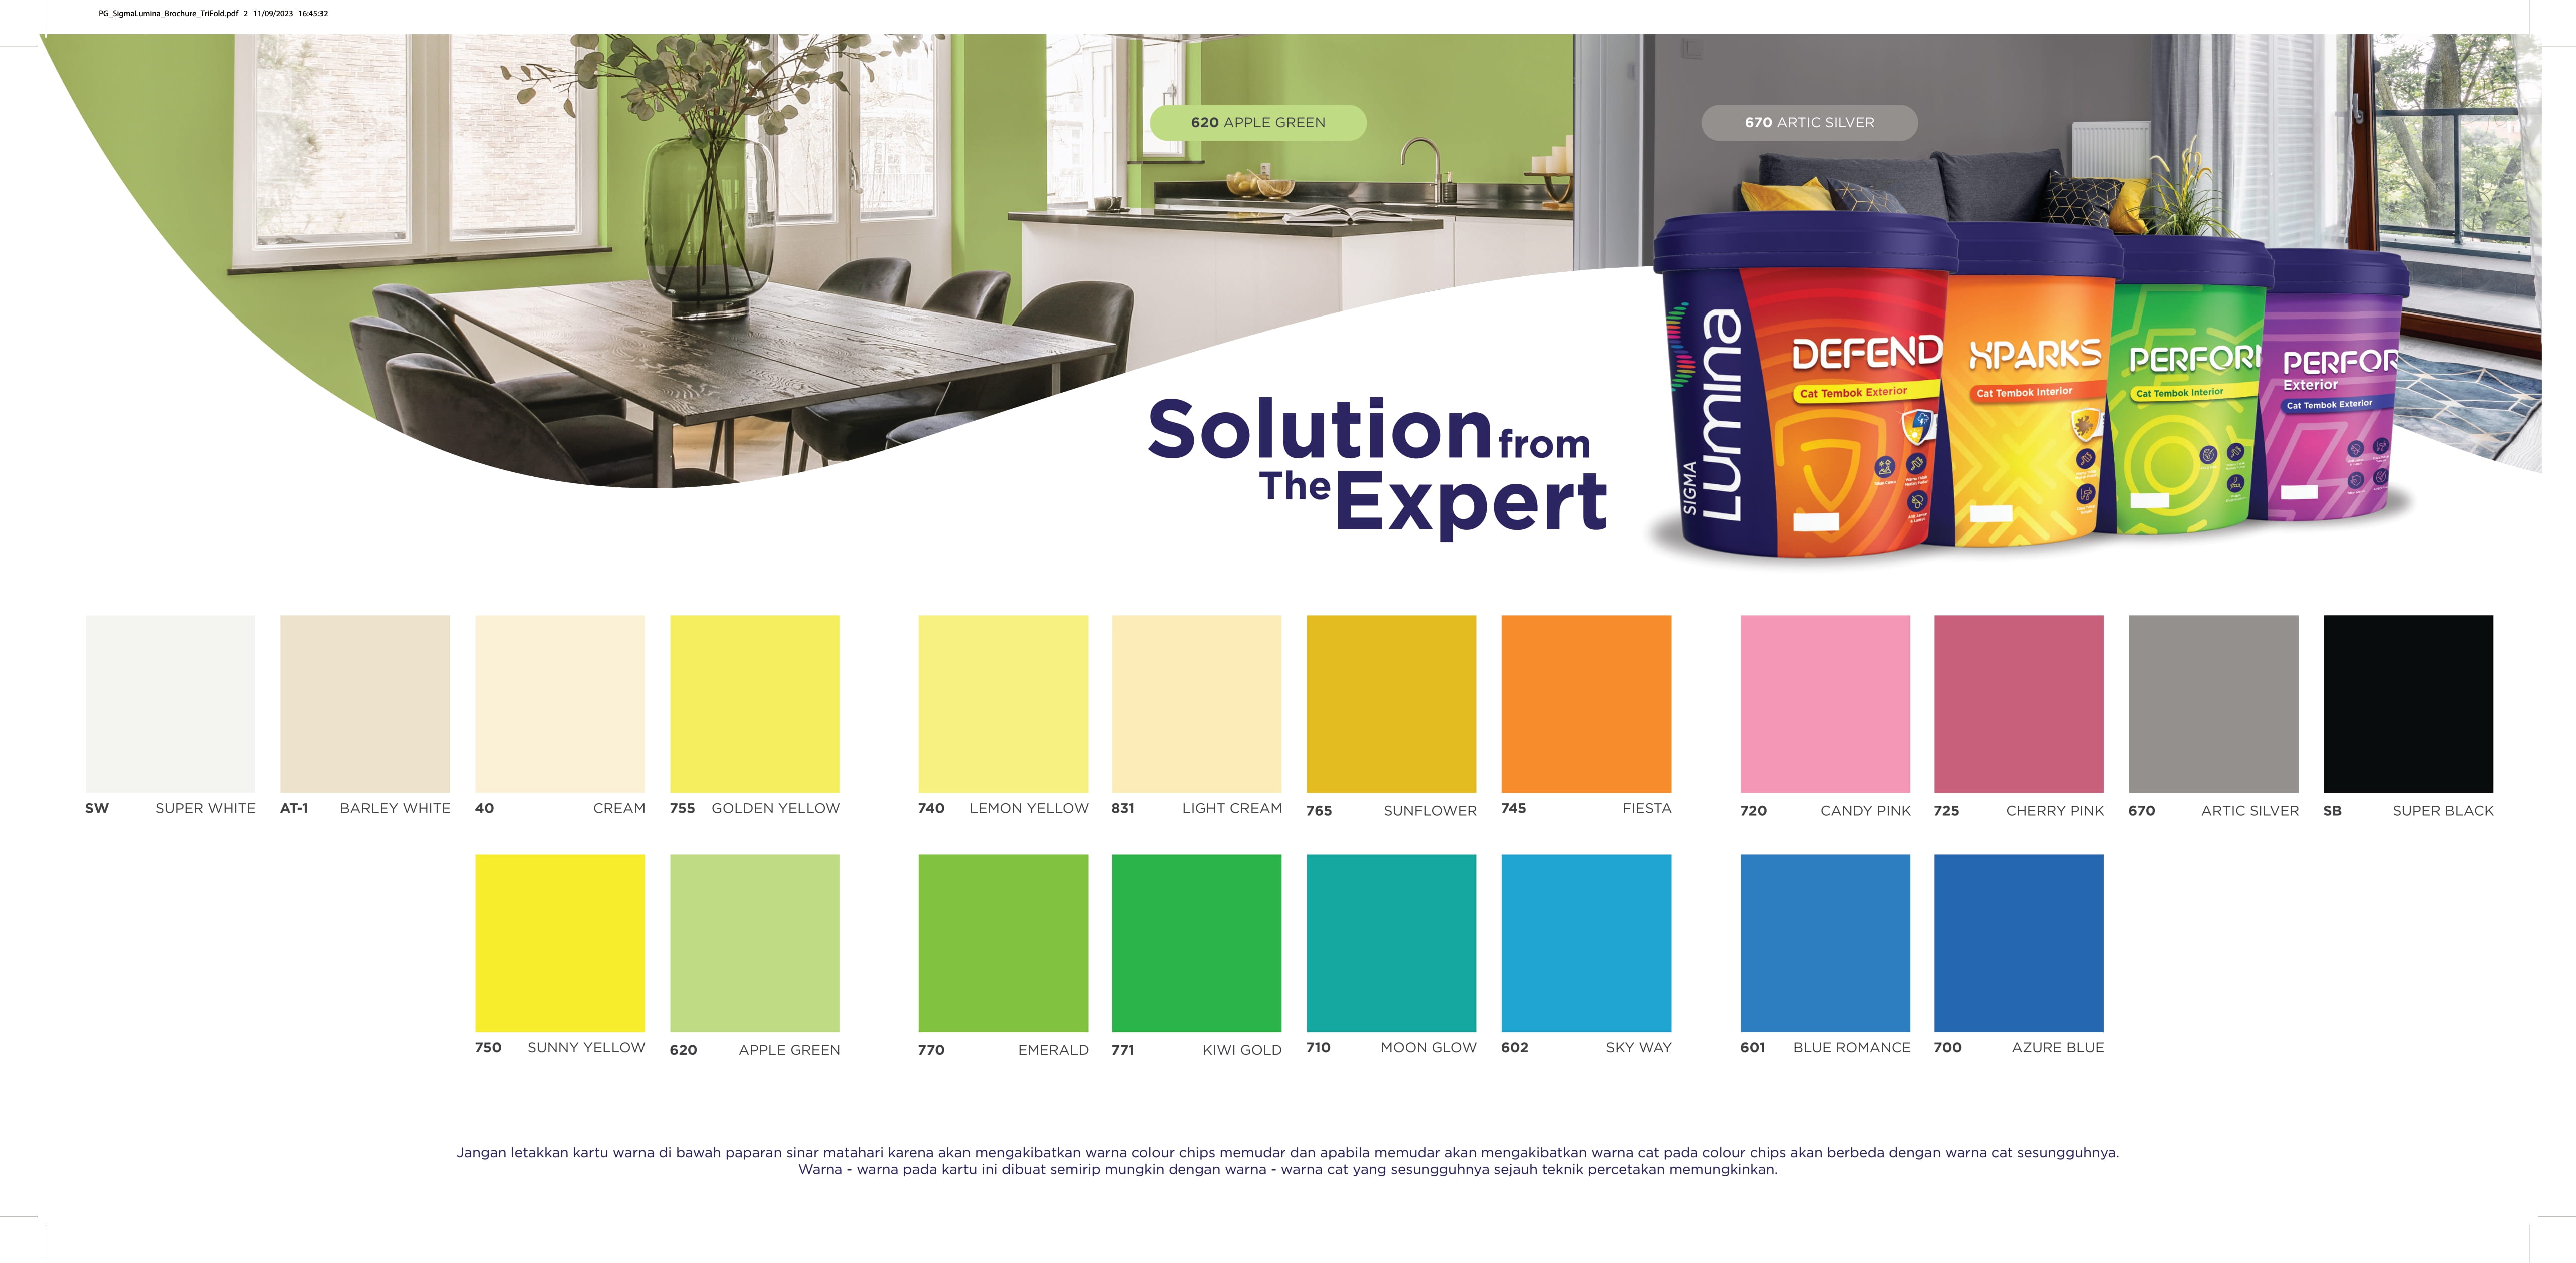 PG_SigmaLumina_Brochure_TriFold.pdf 2 11/09/2023 16:45:32
620 APPLE GREEN
670 ARTIC SILVER
SIGMA
Lumina
DEFEND
Cat Tembok Exterior
XPARKS
Cat Tembok Interior
PERFOR
Cat Tembok Interior
PERFOR
Exterior
Cat Tembok Exterior
Solution from
The Expert
SW SUPER WHITE
AT-1 BARLEY WHITE
40 CREAM
755 GOLDEN YELLOW
740 LEMON YELLOW
831 LIGHT CREAM
765 SUNFLOWER
745 FIESTA
720 CANDY PINK
725 CHERRY PINK
670 ARTIC SILVER
SB SUPER BLACK
750 SUNNY YELLOW
620 APPLE GREEN
770 EMERALD
771 KIWI GOLD
710 MOON GLOW
602 SKY WAY
601 BLUE ROMANCE
700 AZURE BLUE
Jangan letakkan kartu warna di bawah paparan sinar matahari karena akan mengakibatkan warna colour chips memudar dan apabila memudar akan mengakibatkan warna cat pada colour chips akan berbeda dengan warna cat sesungguhnya.
Warna - warna pada kartu ini dibuat semirip mungkin dengan warna - warna cat yang sesungguhnya sejauh teknik percetakan memungkinkan.